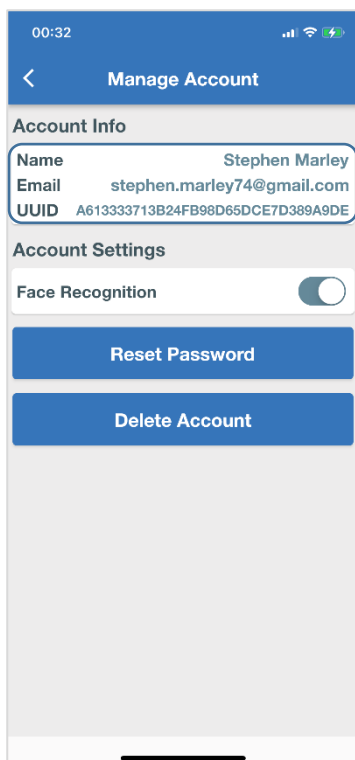 00:32
Manage Account
Account Info
Name Stephen Marley
Email stephen.marley74@gmail.com
UUID A613333713B24FB98D65DCE7D389A9DE
Account Settings
Face Recognition
Reset Password
Delete Account